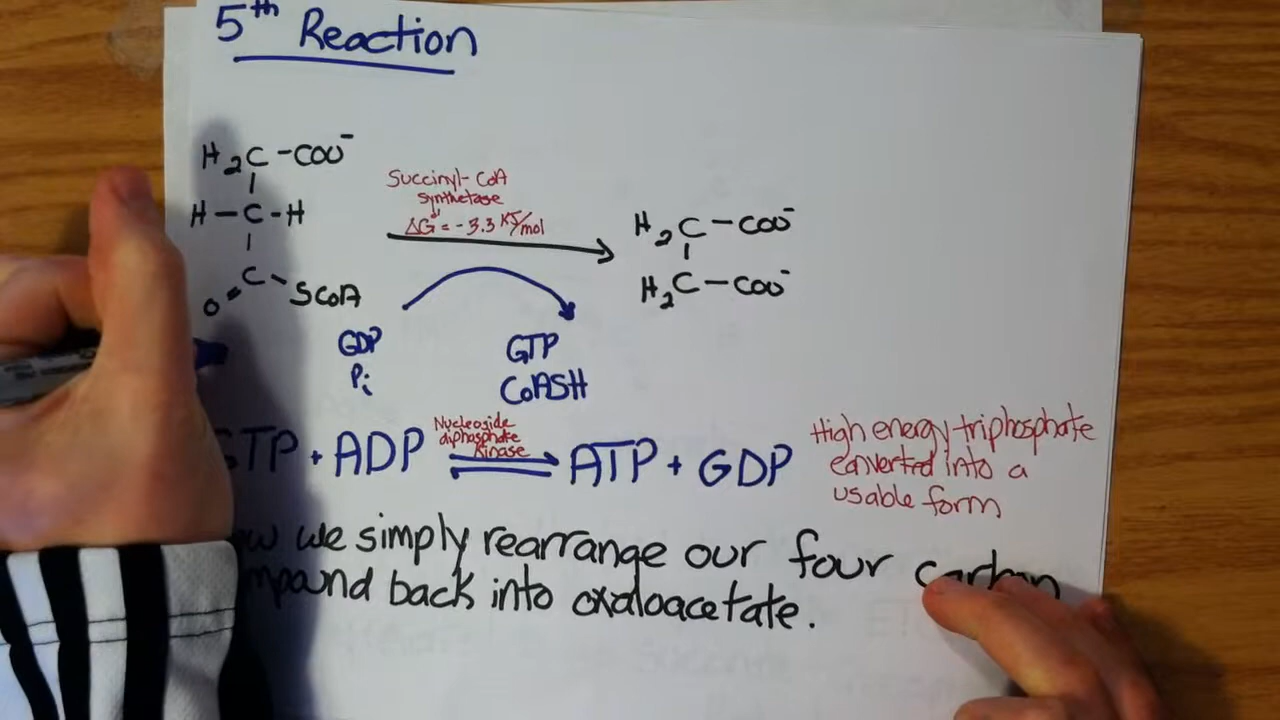 5th Reaction
H2C-COO-
H-C-H
C
O
SCoA
Succinyl-CoA
synthetase
ΔG°'=-3.3 KJ/mol
H2C-COO-
H2C-COO-
GDP
Pi
GTP
CoASH
GTP + ADP
Nucleoside
diphosphate
Kinase
ATP + GDP
High energy triphosphate
converted into a
usable form
we simply rearrange our four carbon
back into oxaloacetate.